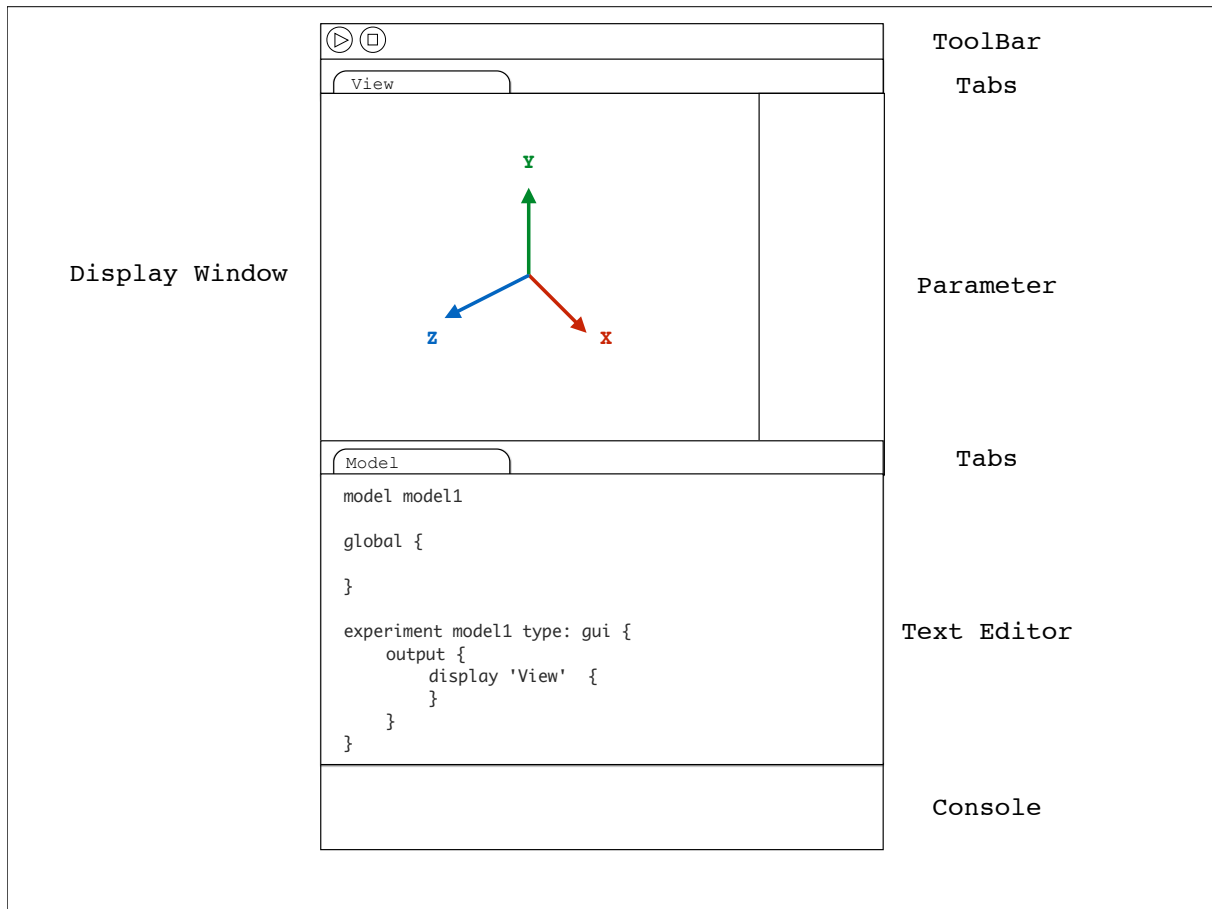 ToolBar
View
Tabs
Y
Display Window
Parameter
Z
X
Model
Tabs
model model1
global {
}
experiment model1 type: gui {
output {
display 'View' {
}
}
}
Text Editor
Console